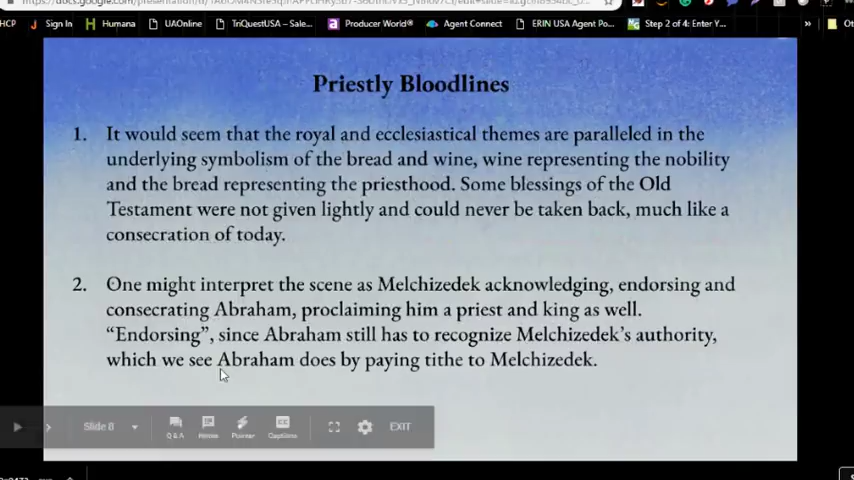 HCP Sign In Humana UAOnline TriQuestUSA – Sale... Producer World® Agent Connect ERIN USA Agent Po... Step 2 of 4: Enter Y... »
Priestly Bloodlines
1. It would seem that the royal and ecclesiastical themes are paralleled in the
underlying symbolism of the bread and wine, wine representing the nobility
and the bread representing the priesthood. Some blessings of the Old
Testament were not given lightly and could never be taken back, much like a
consecration of today.
2. One might interpret the scene as Melchizedek acknowledging, endorsing and
consecrating Abraham, proclaiming him a priest and king as well.
“Endorsing”, since Abraham still has to recognize Melchizedek’s authority,
which we see Abraham does by paying tithe to Melchizedek.
Slide 8 Q & A Notes Pointer Captions EXIT